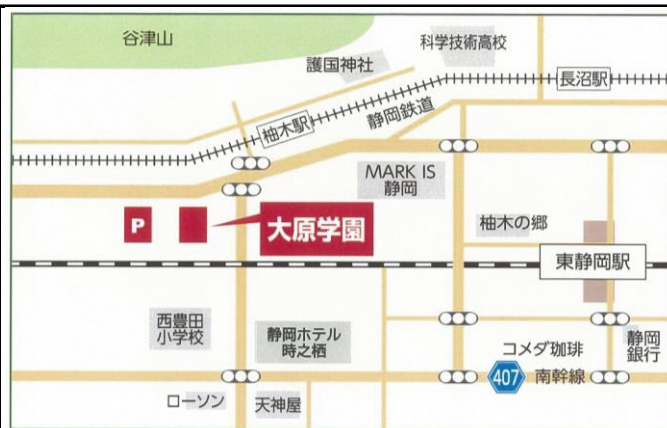 谷津山
科学技術高校
護国神社
長沼駅
静岡鉄道
柚木駅
MARK IS
静岡
P
大原学園
柚木の郷
東静岡駅
西豊田
小学校
静岡ホテル
時之栖
コメダ珈琲
静岡
銀行
407
南幹線
ローソン
天神屋